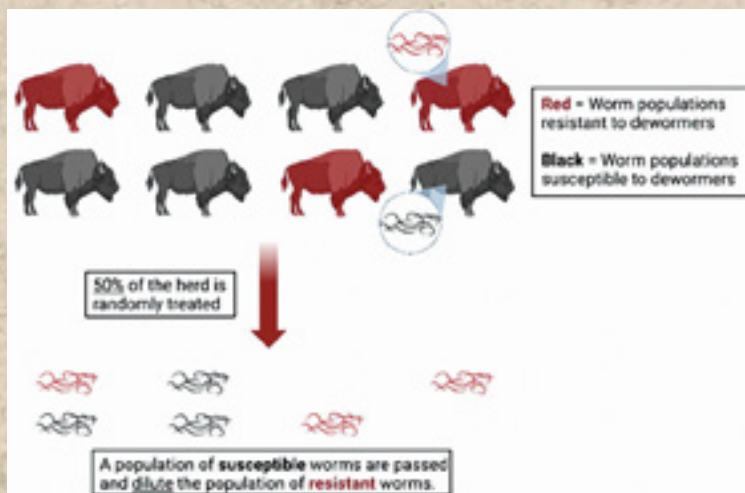 Red = Worm populations
resistant to dewormers
Black = Worm populations
susceptible to dewormers
50% of the herd is
randomly treated
A population of susceptible worms are passed
and dilute the population of resistant worms.